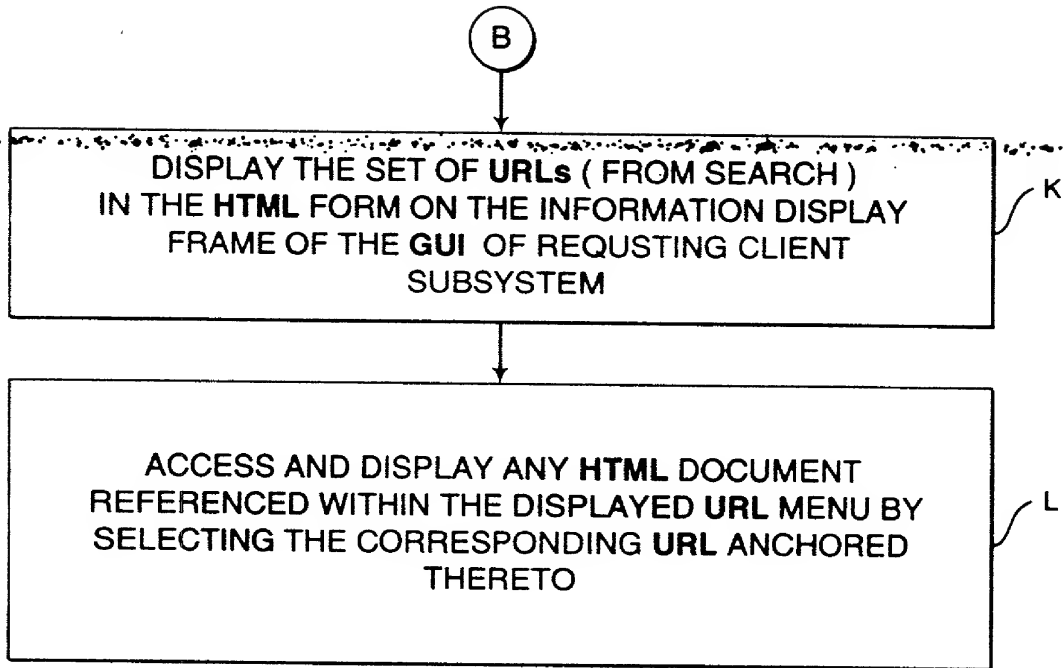 B
DISPLAY THE SET OF URLs ( FROM SEARCH )
IN THE HTML FORM ON THE INFORMATION DISPLAY
FRAME OF THE GUI OF REQUSTING CLIENT
SUBSYSTEM
K
ACCESS AND DISPLAY ANY HTML DOCUMENT
REFERENCED WITHIN THE DISPLAYED URL MENU BY
SELECTING THE CORRESPONDING URL ANCHORED
THERETO
L